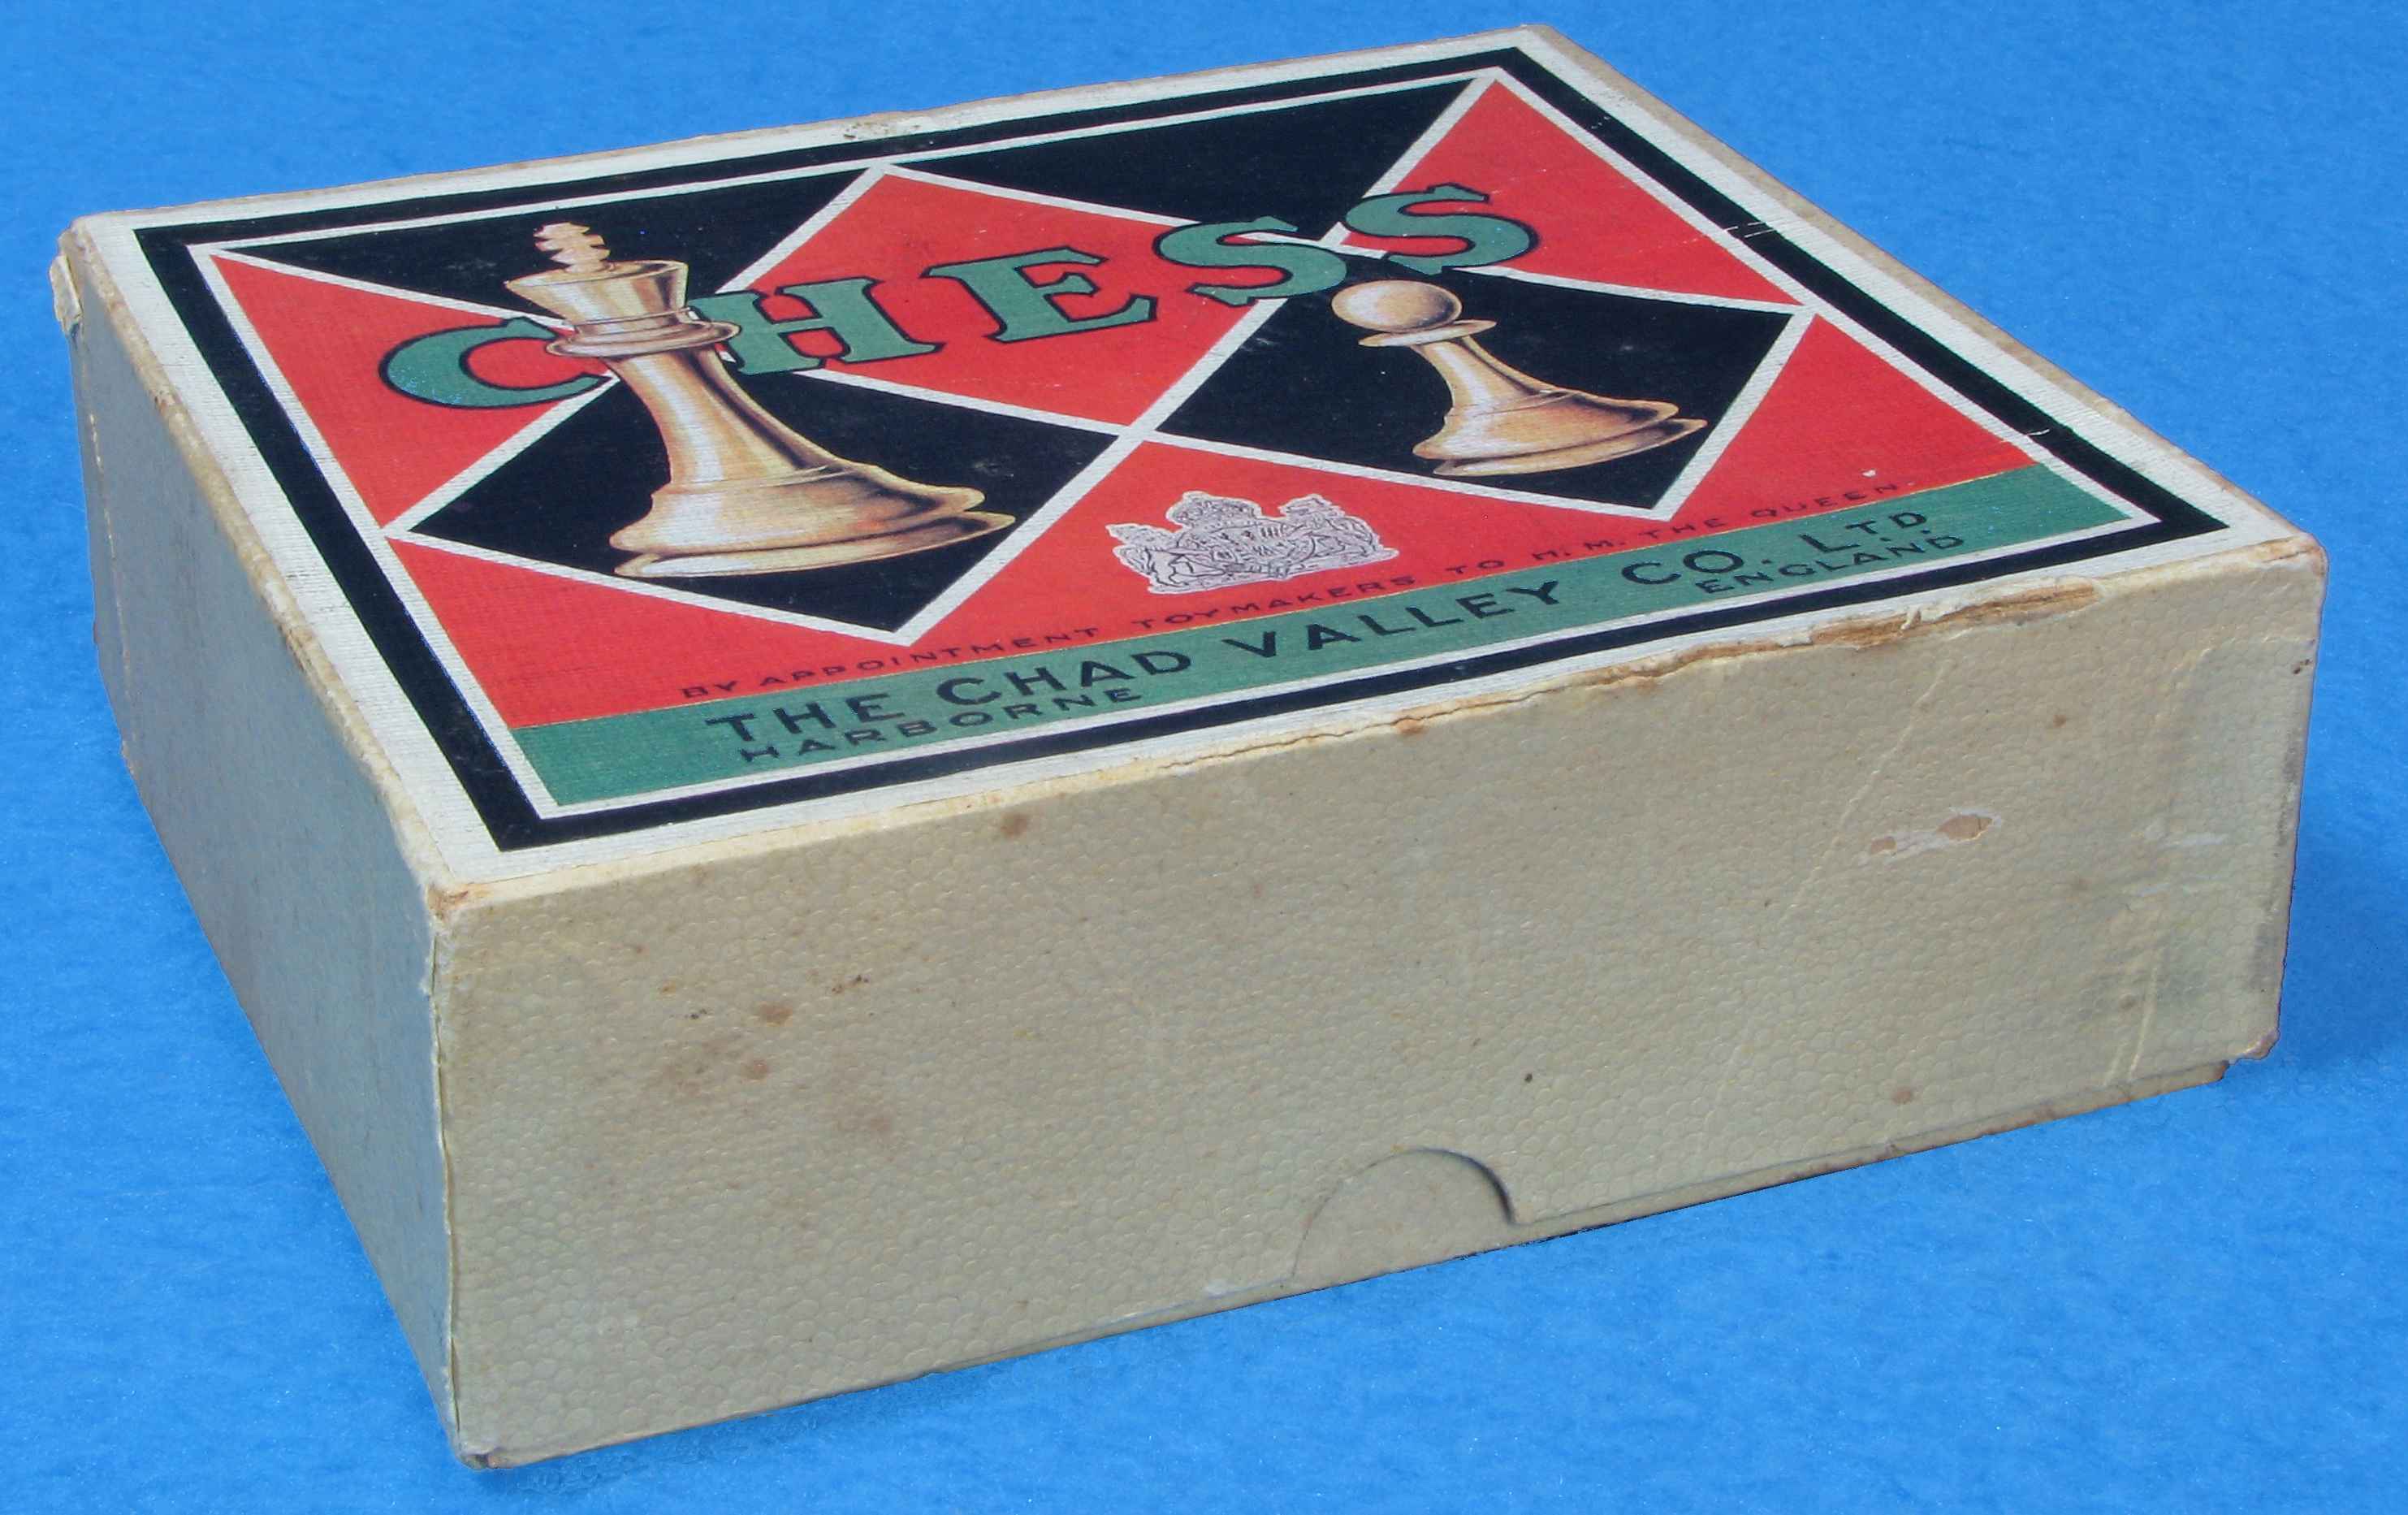 CHESS
BY APPOINTMENT TOYMAKERS TO H. M. THE QUEEN.
THE CHAD VALLEY CO. LTD
HARBORNE ENGLAND